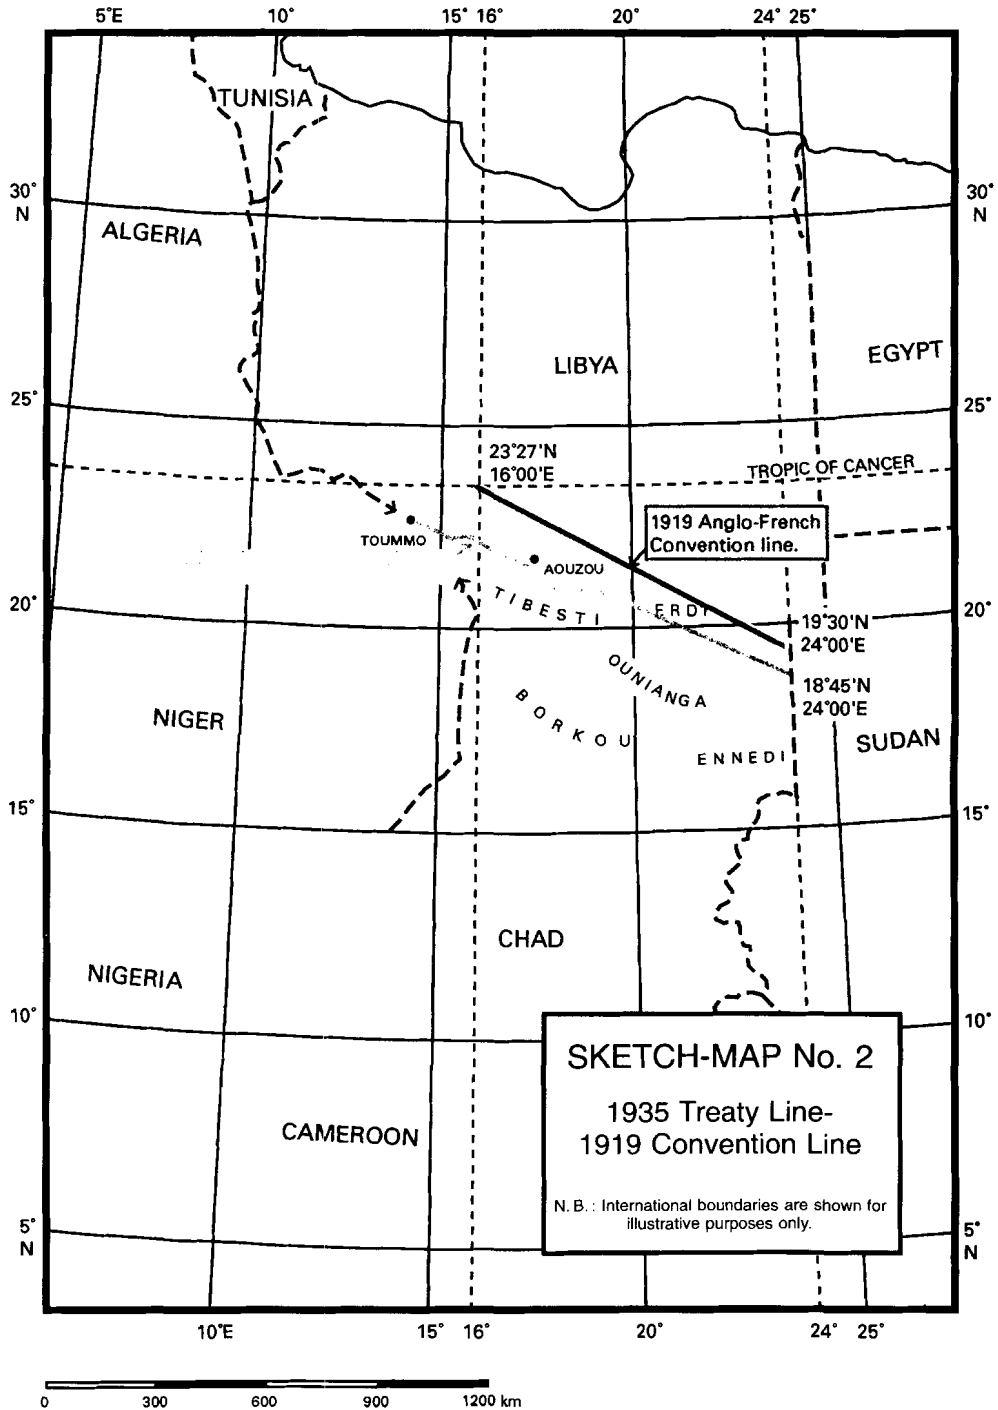 5°E 10° 15° 16° 20° 24° 25°
TUNISIA
30°
N
30°
N
ALGERIA
LIBYA
EGYPT
25°
25°
23°27'N
16°00'E
TROPIC OF CANCER
1919 Anglo-French
Convention line.
TOUMMO
AOUZOU
TIBESTI
ERDI
20°
20°
19°30'N
24°00'E
OUNIANGA
18°45'N
24°00'E
BORKOU
NIGER
SUDAN
ENNEDI
15°
15°
CHAD
NIGERIA
10°
10°
SKETCH-MAP No. 2
1935 Treaty Line-
1919 Convention Line
N.B.: International boundaries are shown for
illustrative purposes only.
CAMEROON
5°
N
5°
N
10°E 15° 16° 20° 24° 25°
0 300 600 900 1200 km